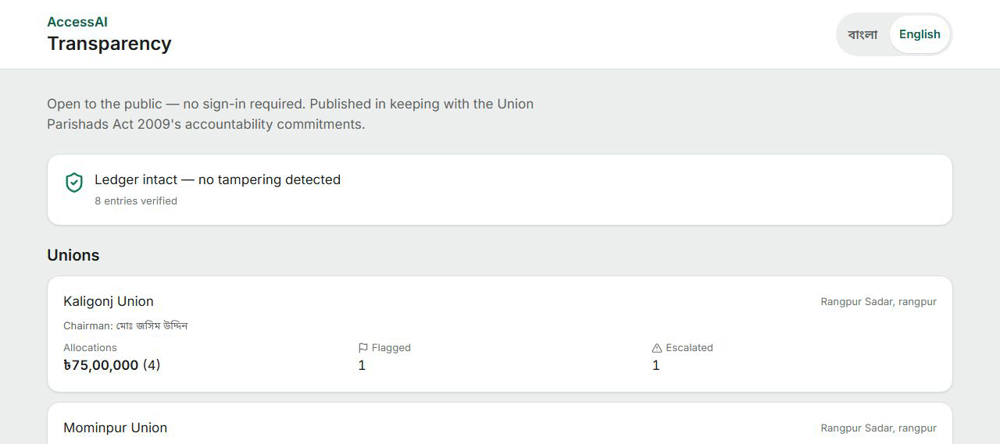 AccessAI
Transparency
বাংলা English
Open to the public — no sign-in required. Published in keeping with the Union
Parishads Act 2009's accountability commitments.
Ledger intact — no tampering detected
8 entries verified
Unions
Kaligonj Union Rangpur Sadar, rangpur
Chairman: মোঃ জসিম উদ্দিন
Allocations Flagged Escalated
৳75,00,000 (4) 1 1
Mominpur Union Rangpur Sadar, rangpur